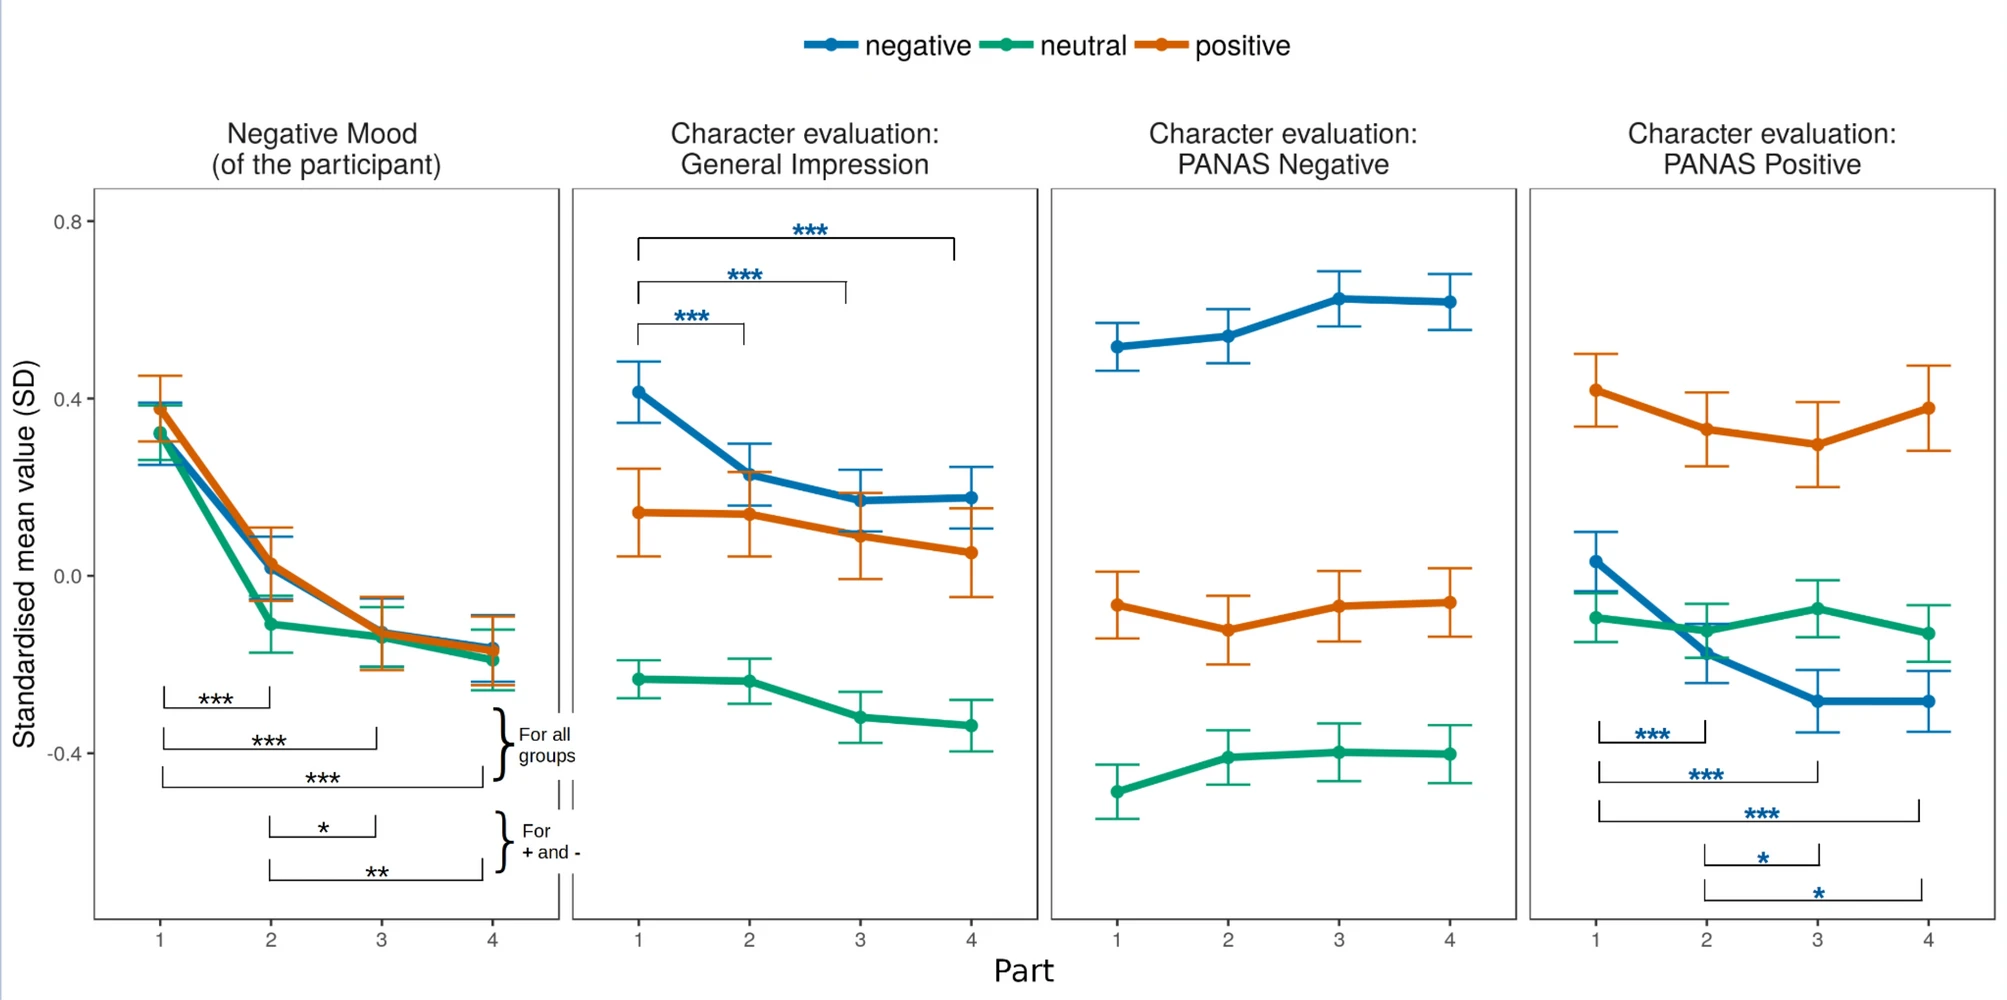 negative neutral positive
Negative Mood
(of the participant)
Character evaluation:
General Impression
Character evaluation:
PANAS Negative
Character evaluation:
PANAS Positive
Standardised mean value (SD)
0.8
0.4
0.0
-0.4
***
***
***
For all
groups
*
**
For
+ and -
***
***
***
***
***
***
*
*
1 2 3 4
1 2 3 4
1 2 3 4
1 2 3 4
Part